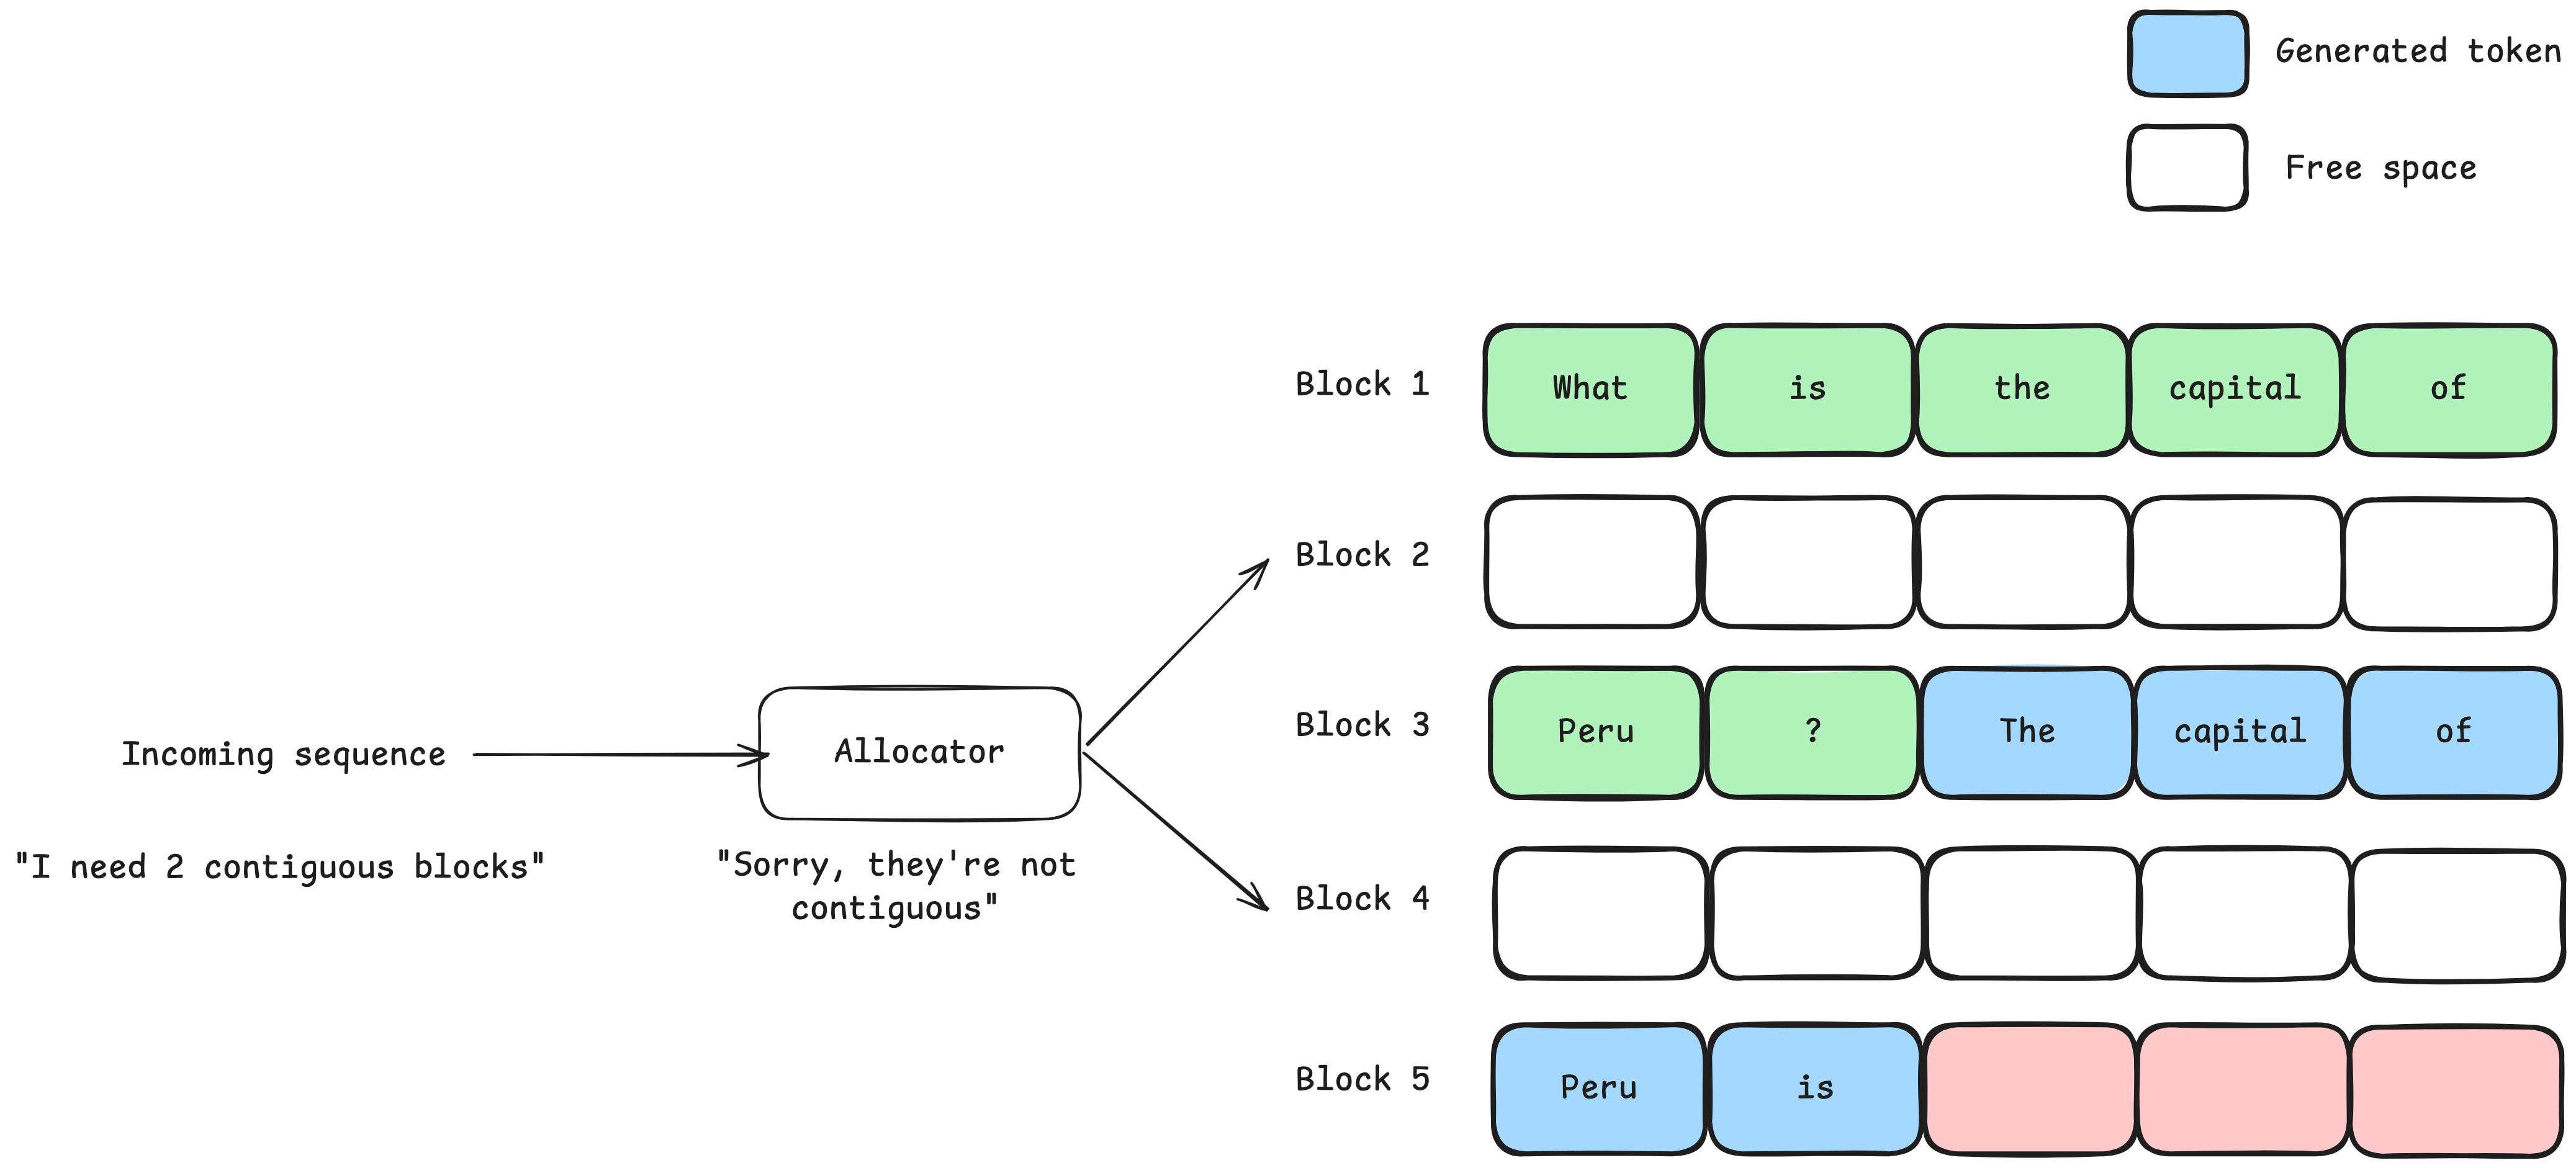 Generated token
Free space
Block 1
What
is
the
capital
of
Block 2
Block 3
Peru
?
The
capital
of
Incoming sequence
Allocator
"I need 2 contiguous blocks"
"Sorry, they're not
contiguous"
Block 4
Block 5
Peru
is